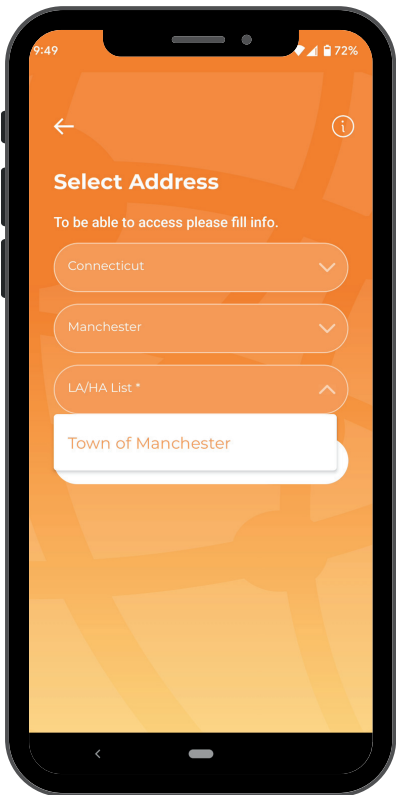 9:49
72%
Select Address
To be able to access please fill info.
Connecticut
Manchester
LA/HA List *
Town of Manchester